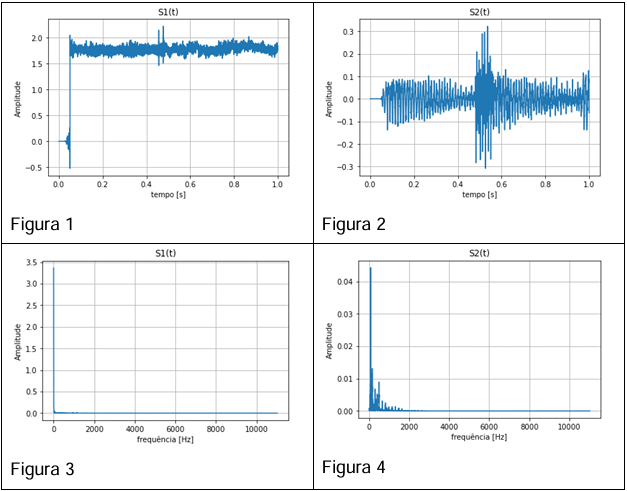 S1(t)
Amplitude
2.0
1.5
1.0
0.5
0.0
−0.5
0.0 0.2 0.4 0.6 0.8 1.0
tempo [s]
Figura 1
S2(t)
Amplitude
0.3
0.2
0.1
0.0
−0.1
−0.2
−0.3
0.0 0.2 0.4 0.6 0.8 1.0
tempo [s]
Figura 2
S1(t)
Amplitude
3.5
3.0
2.5
2.0
1.5
1.0
0.5
0.0
0 2000 4000 6000 8000 10000
frequência [Hz]
Figura 3
S2(t)
Amplitude
0.04
0.03
0.02
0.01
0.00
0 2000 4000 6000 8000 10000
frequência [Hz]
Figura 4